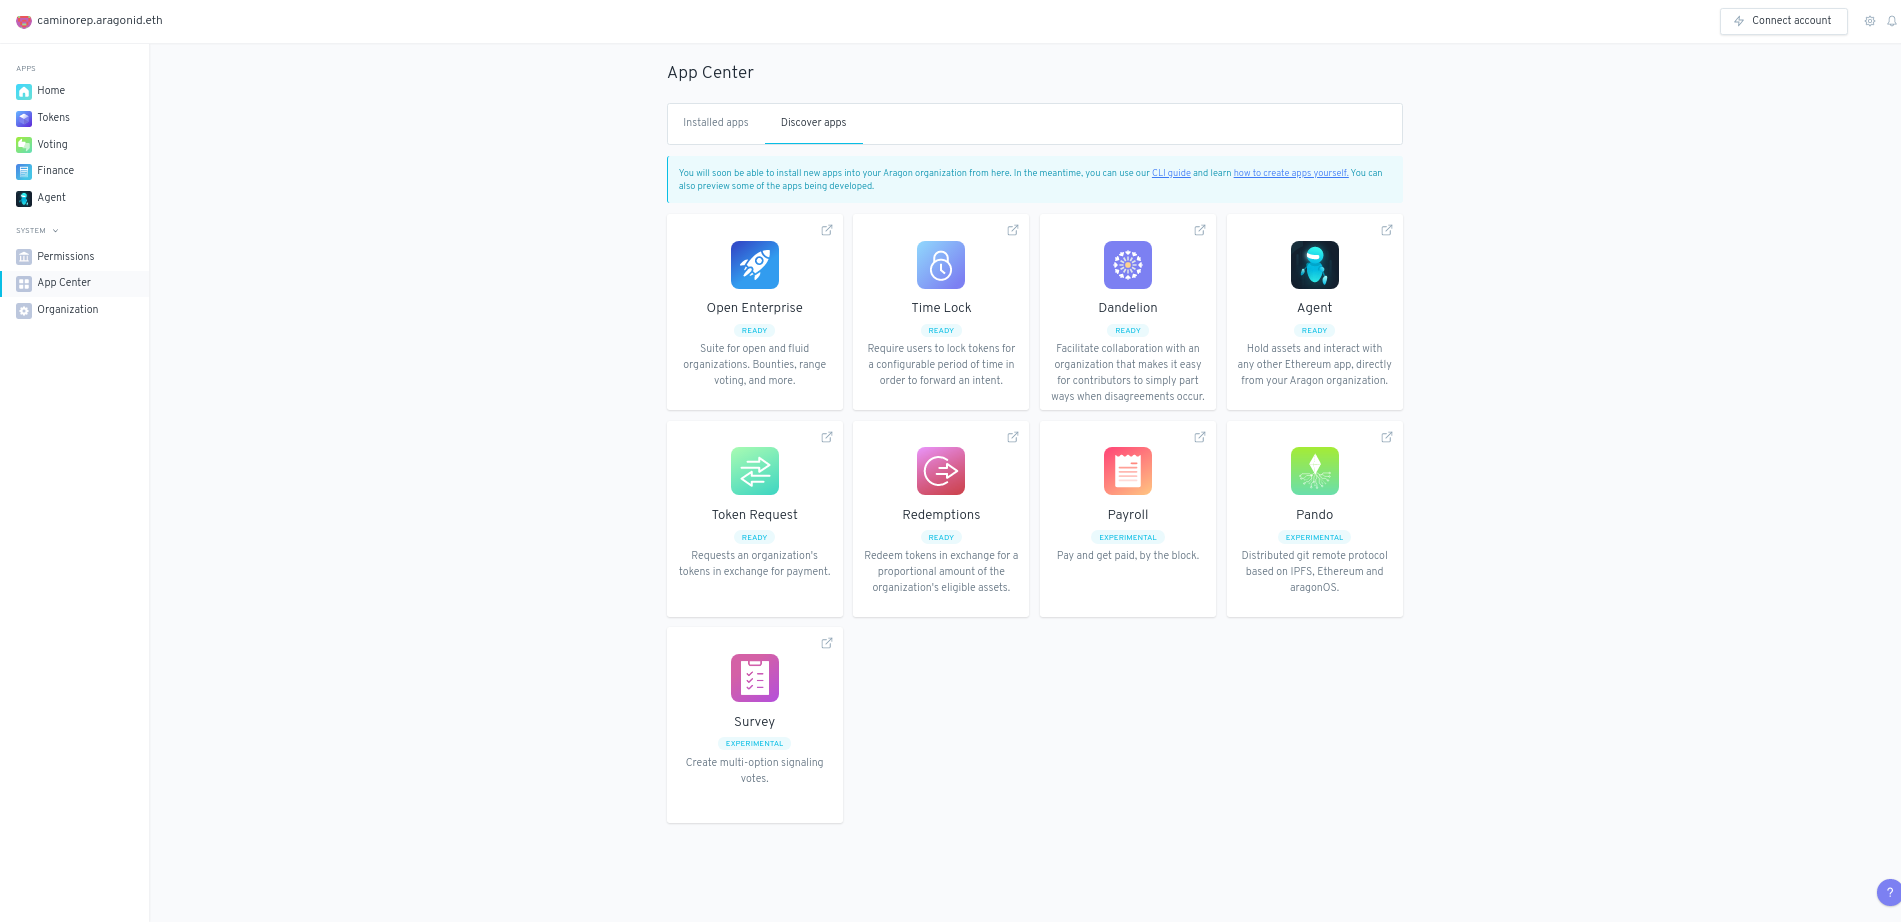 caminorep.aragonid.eth
Connect account
APPS
Home
Tokens
Voting
Finance
Agent
SYSTEM
Permissions
App Center
Organization
App Center
Installed apps
Discover apps
You will soon be able to install new apps into your Aragon organization from here. In the meantime, you can use our CLI guide and learn how to create apps yourself. You can
also preview some of the apps being developed.
Open Enterprise
READY
Suite for open and fluid
organizations. Bounties, range
voting, and more.
Time Lock
READY
Require users to lock tokens for
a configurable period of time in
order to forward an intent.
Dandelion
READY
Facilitate collaboration with an
organization that makes it easy
for contributors to simply part
ways when disagreements occur.
Agent
READY
Hold assets and interact with
any other Ethereum app, directly
from your Aragon organization.
Token Request
READY
Requests an organization's
tokens in exchange for payment.
Redemptions
READY
Redeem tokens in exchange for a
proportional amount of the
organization's eligible assets.
Payroll
EXPERIMENTAL
Pay and get paid, by the block.
Pando
EXPERIMENTAL
Distributed git remote protocol
based on IPFS, Ethereum and
aragonOS.
Survey
EXPERIMENTAL
Create multi-option signaling
votes.
?